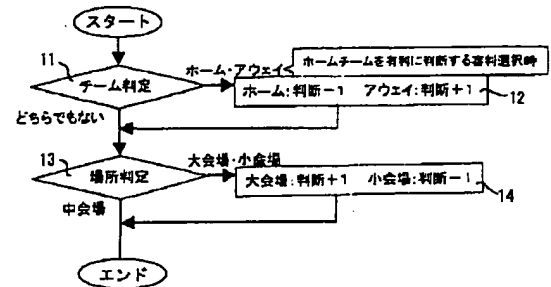 スタート
11
チーム判定
ホーム・アウェイ
ホームチームを有利に判断する審判選択時
ホーム:判断-1 アウェイ:判断+1
12
どちらでもない
13
場所判定
大会場・小会場
大会場:判断+1 小会場:判断-1
14
中会場
エンド